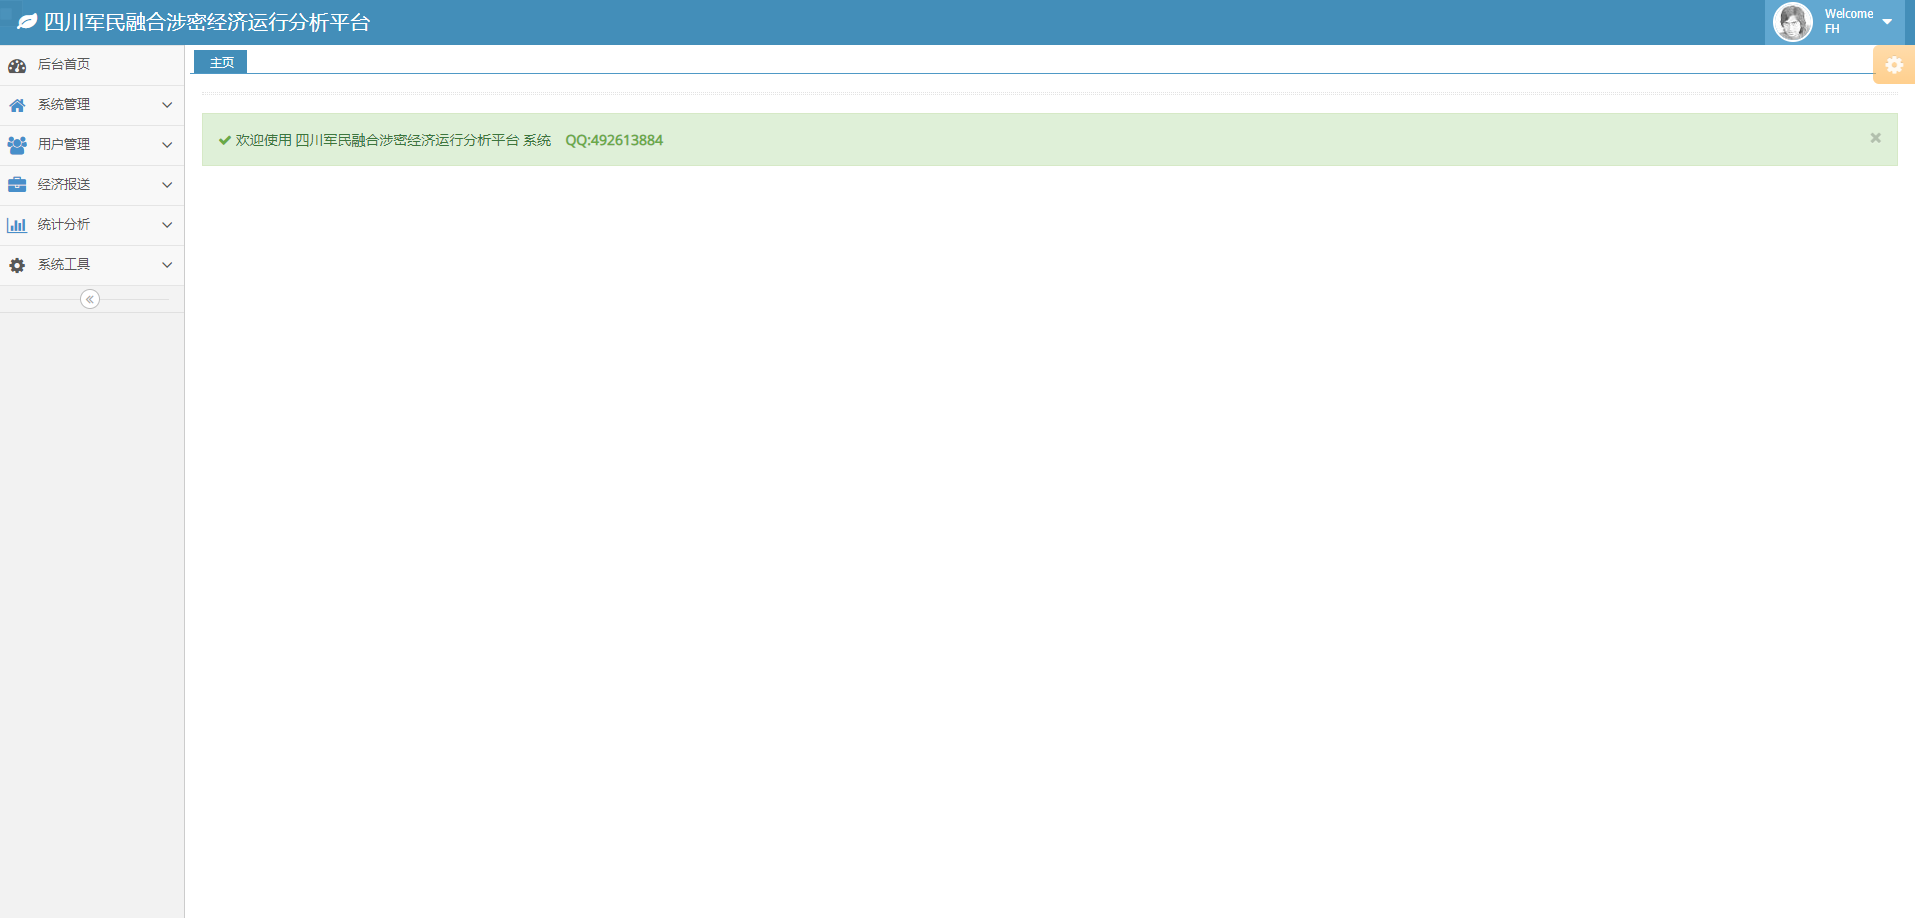 四川军民融合涉密经济运行分析平台
Welcome
FH
后台首页
系统管理
用户管理
经济报送
统计分析
系统工具
主页
欢迎使用 四川军民融合涉密经济运行分析平台 系统 QQ:492613884